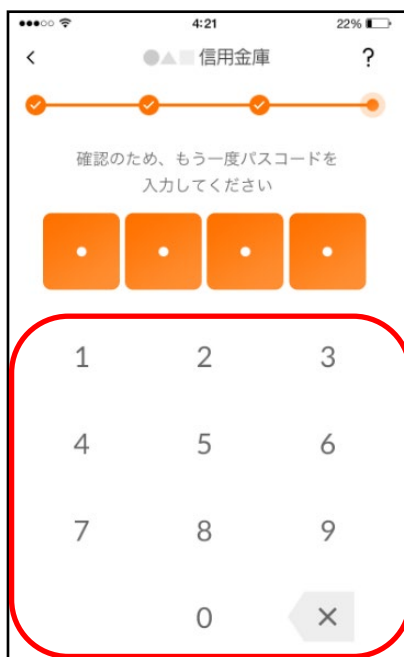 4:21
22%
●▲■信用金庫
?
確認のため、もう一度パスコードを
入力してください
1 2 3
4 5 6
7 8 9
0 ×